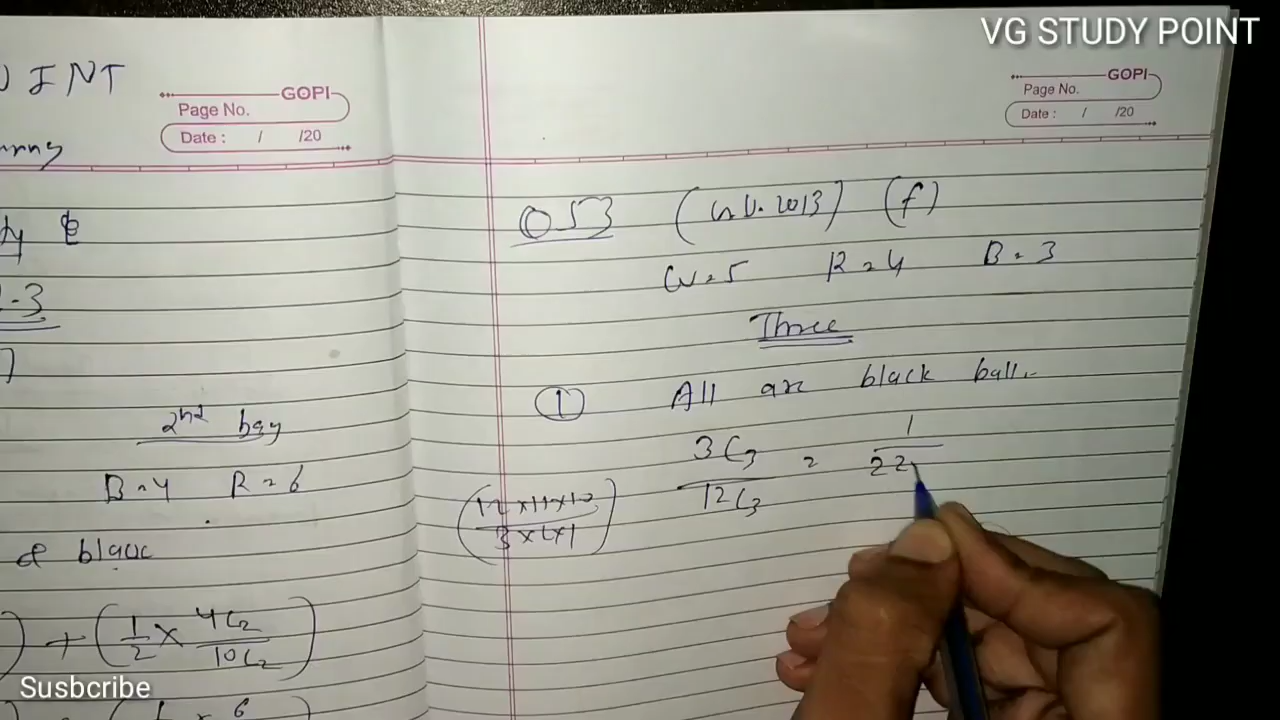 VG STUDY POINT
GOPI
Page No.
Date : / /20
2nd bag
B=4 R=6
& black
) + (1/2 × 4C2/10C2)
GOPI
Page No.
Date : / /20
053 (2013) (f)
W=5 R=4 B=3
Three
1 All are black ball.
3C3/12C3 = 1/22
(12×11×10/3×2×1)
Susbcribe